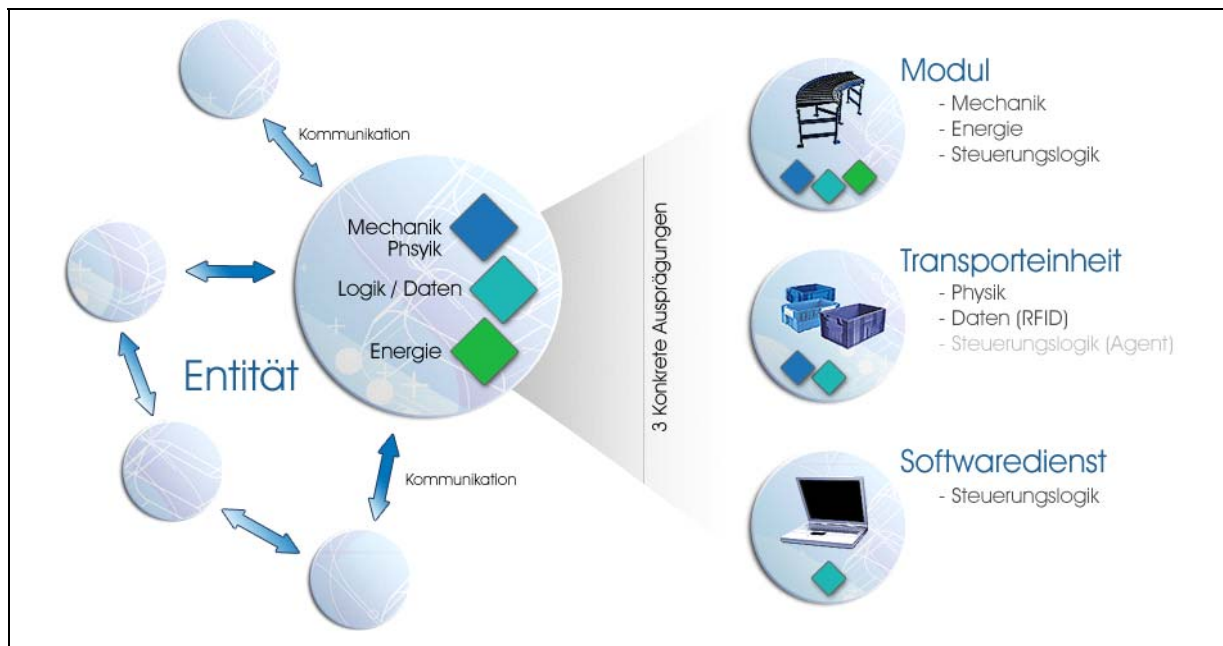 Kommunikation
Mechanik
Phsyik
Logik / Daten
Energie
Entität
Kommunikation
3 Konkrete Ausprägungen
Modul
- Mechanik
- Energie
- Steuerungslogik
Transporteinheit
- Physik
- Daten (RFID)
- Steuerungslogik (Agent)
Softwaredienst
- Steuerungslogik